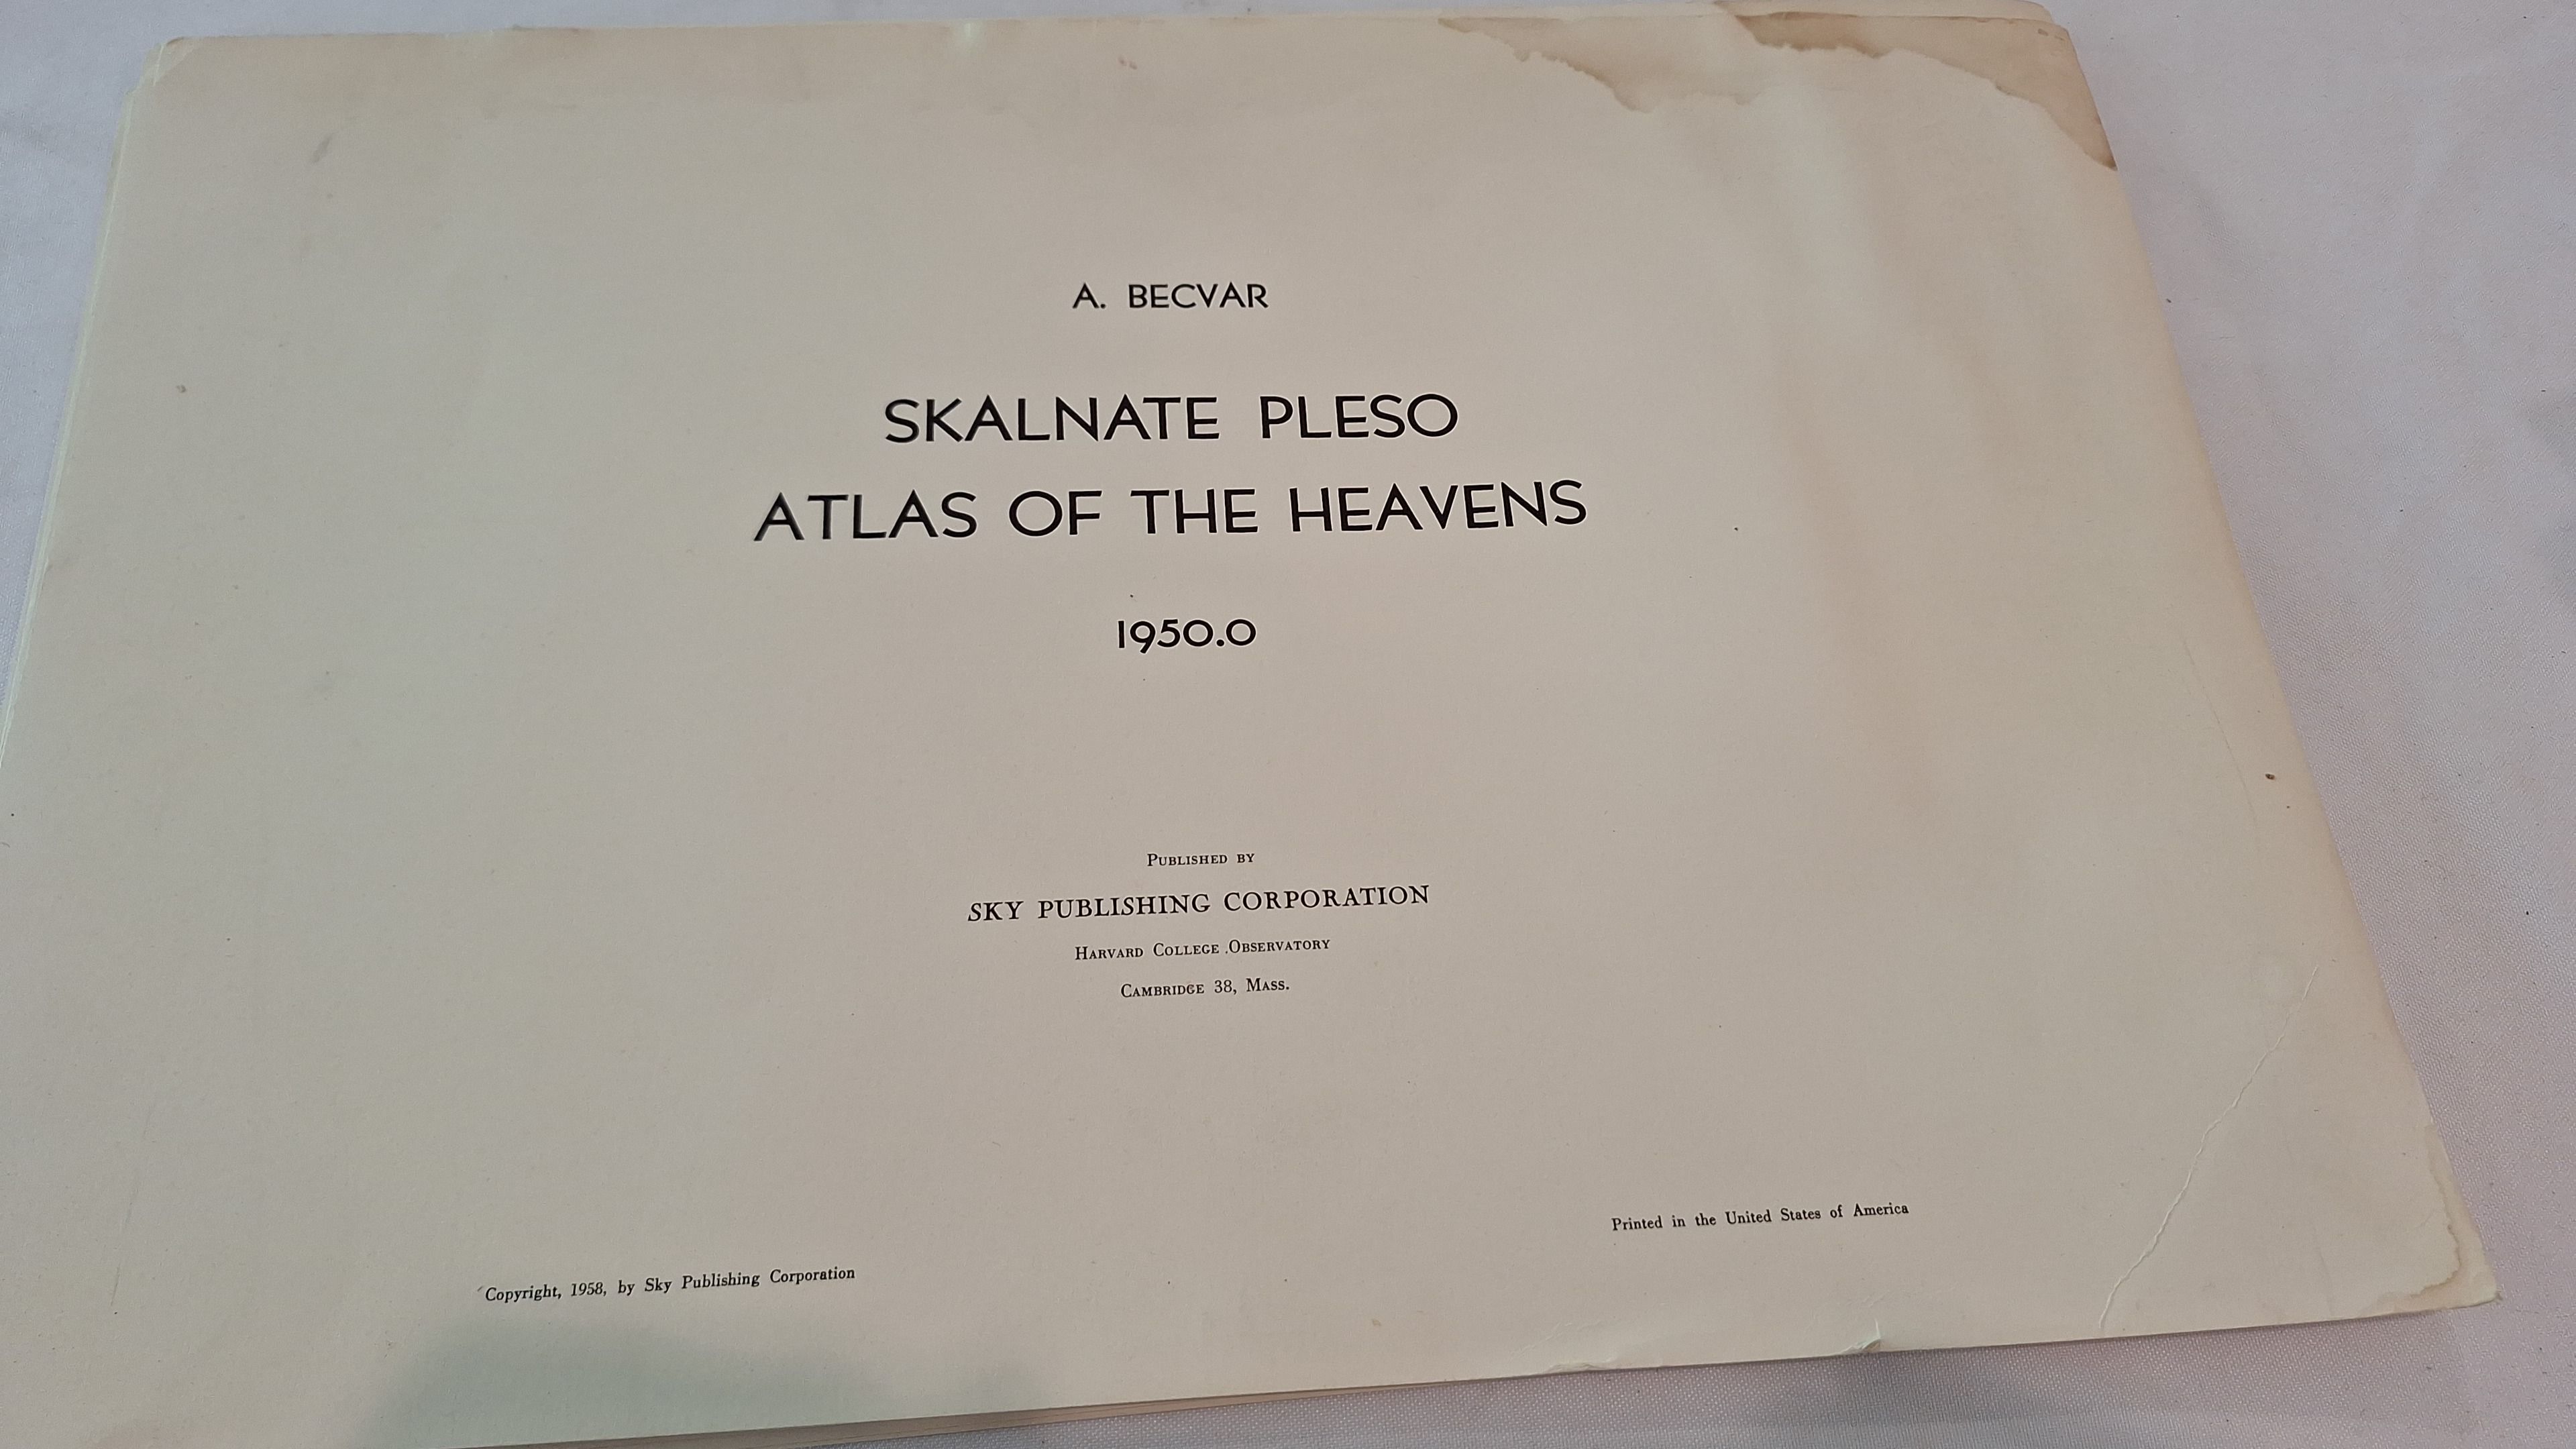 A. BECVAR
SKALNATE PLESO
ATLAS OF THE HEAVENS
1950.0
PUBLISHED BY
SKY PUBLISHING CORPORATION
HARVARD COLLEGE OBSERVATORY
CAMBRIDGE 38, MASS.
Printed in the United States of America
Copyright, 1958, by Sky Publishing Corporation